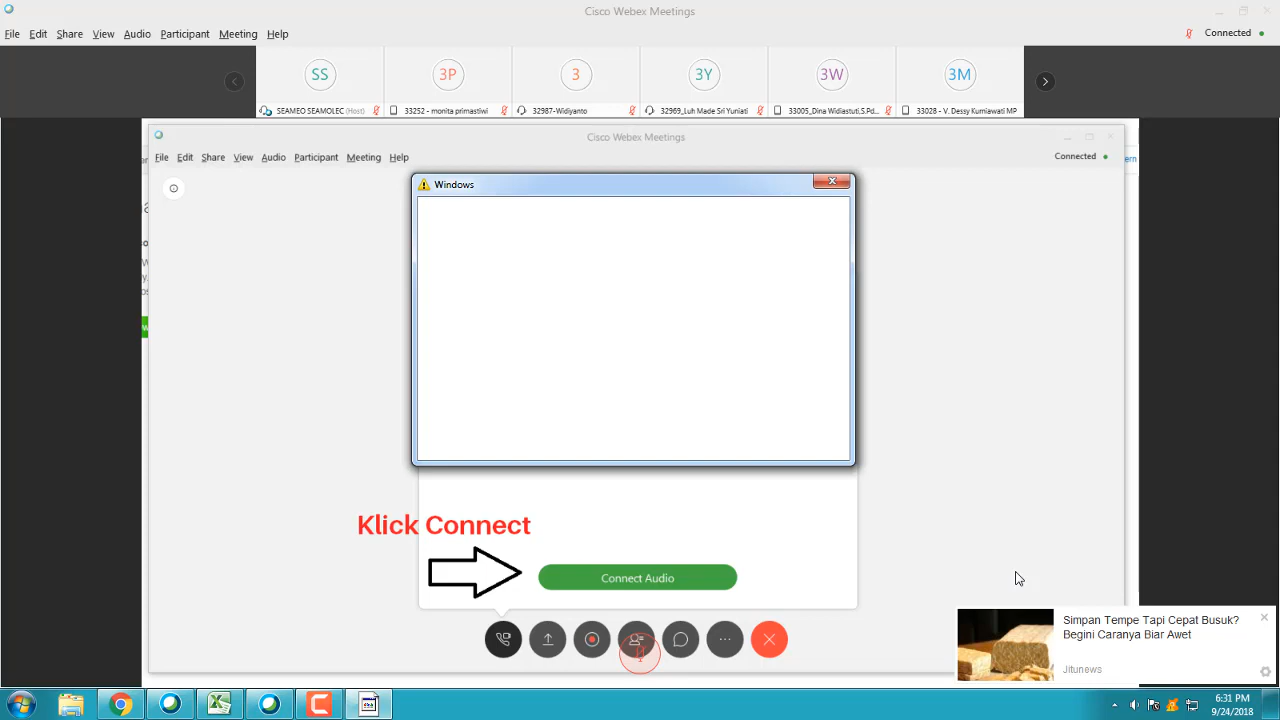 Cisco Webex Meetings
File Edit Share View Audio Participant Meeting Help
Connected
SS
3P
3
3Y
3W
3M
SEAMEO SEAMOLEC (Host)
33252 - monita primastiwi
32987-Widiyanto
32969_Luh Made Sri Yuniati
33005_Dina Widiastuti,S.Pd...
33028 - V. Dessy Kurniawati MP
Cisco Webex Meetings
File Edit Share View Audio Participant Meeting Help
Connected
Windows
Klick Connect
Connect Audio
Simpan Tempe Tapi Cepat Busuk?
Begini Caranya Biar Awet
Jitunews
6:31 PM
9/24/2018